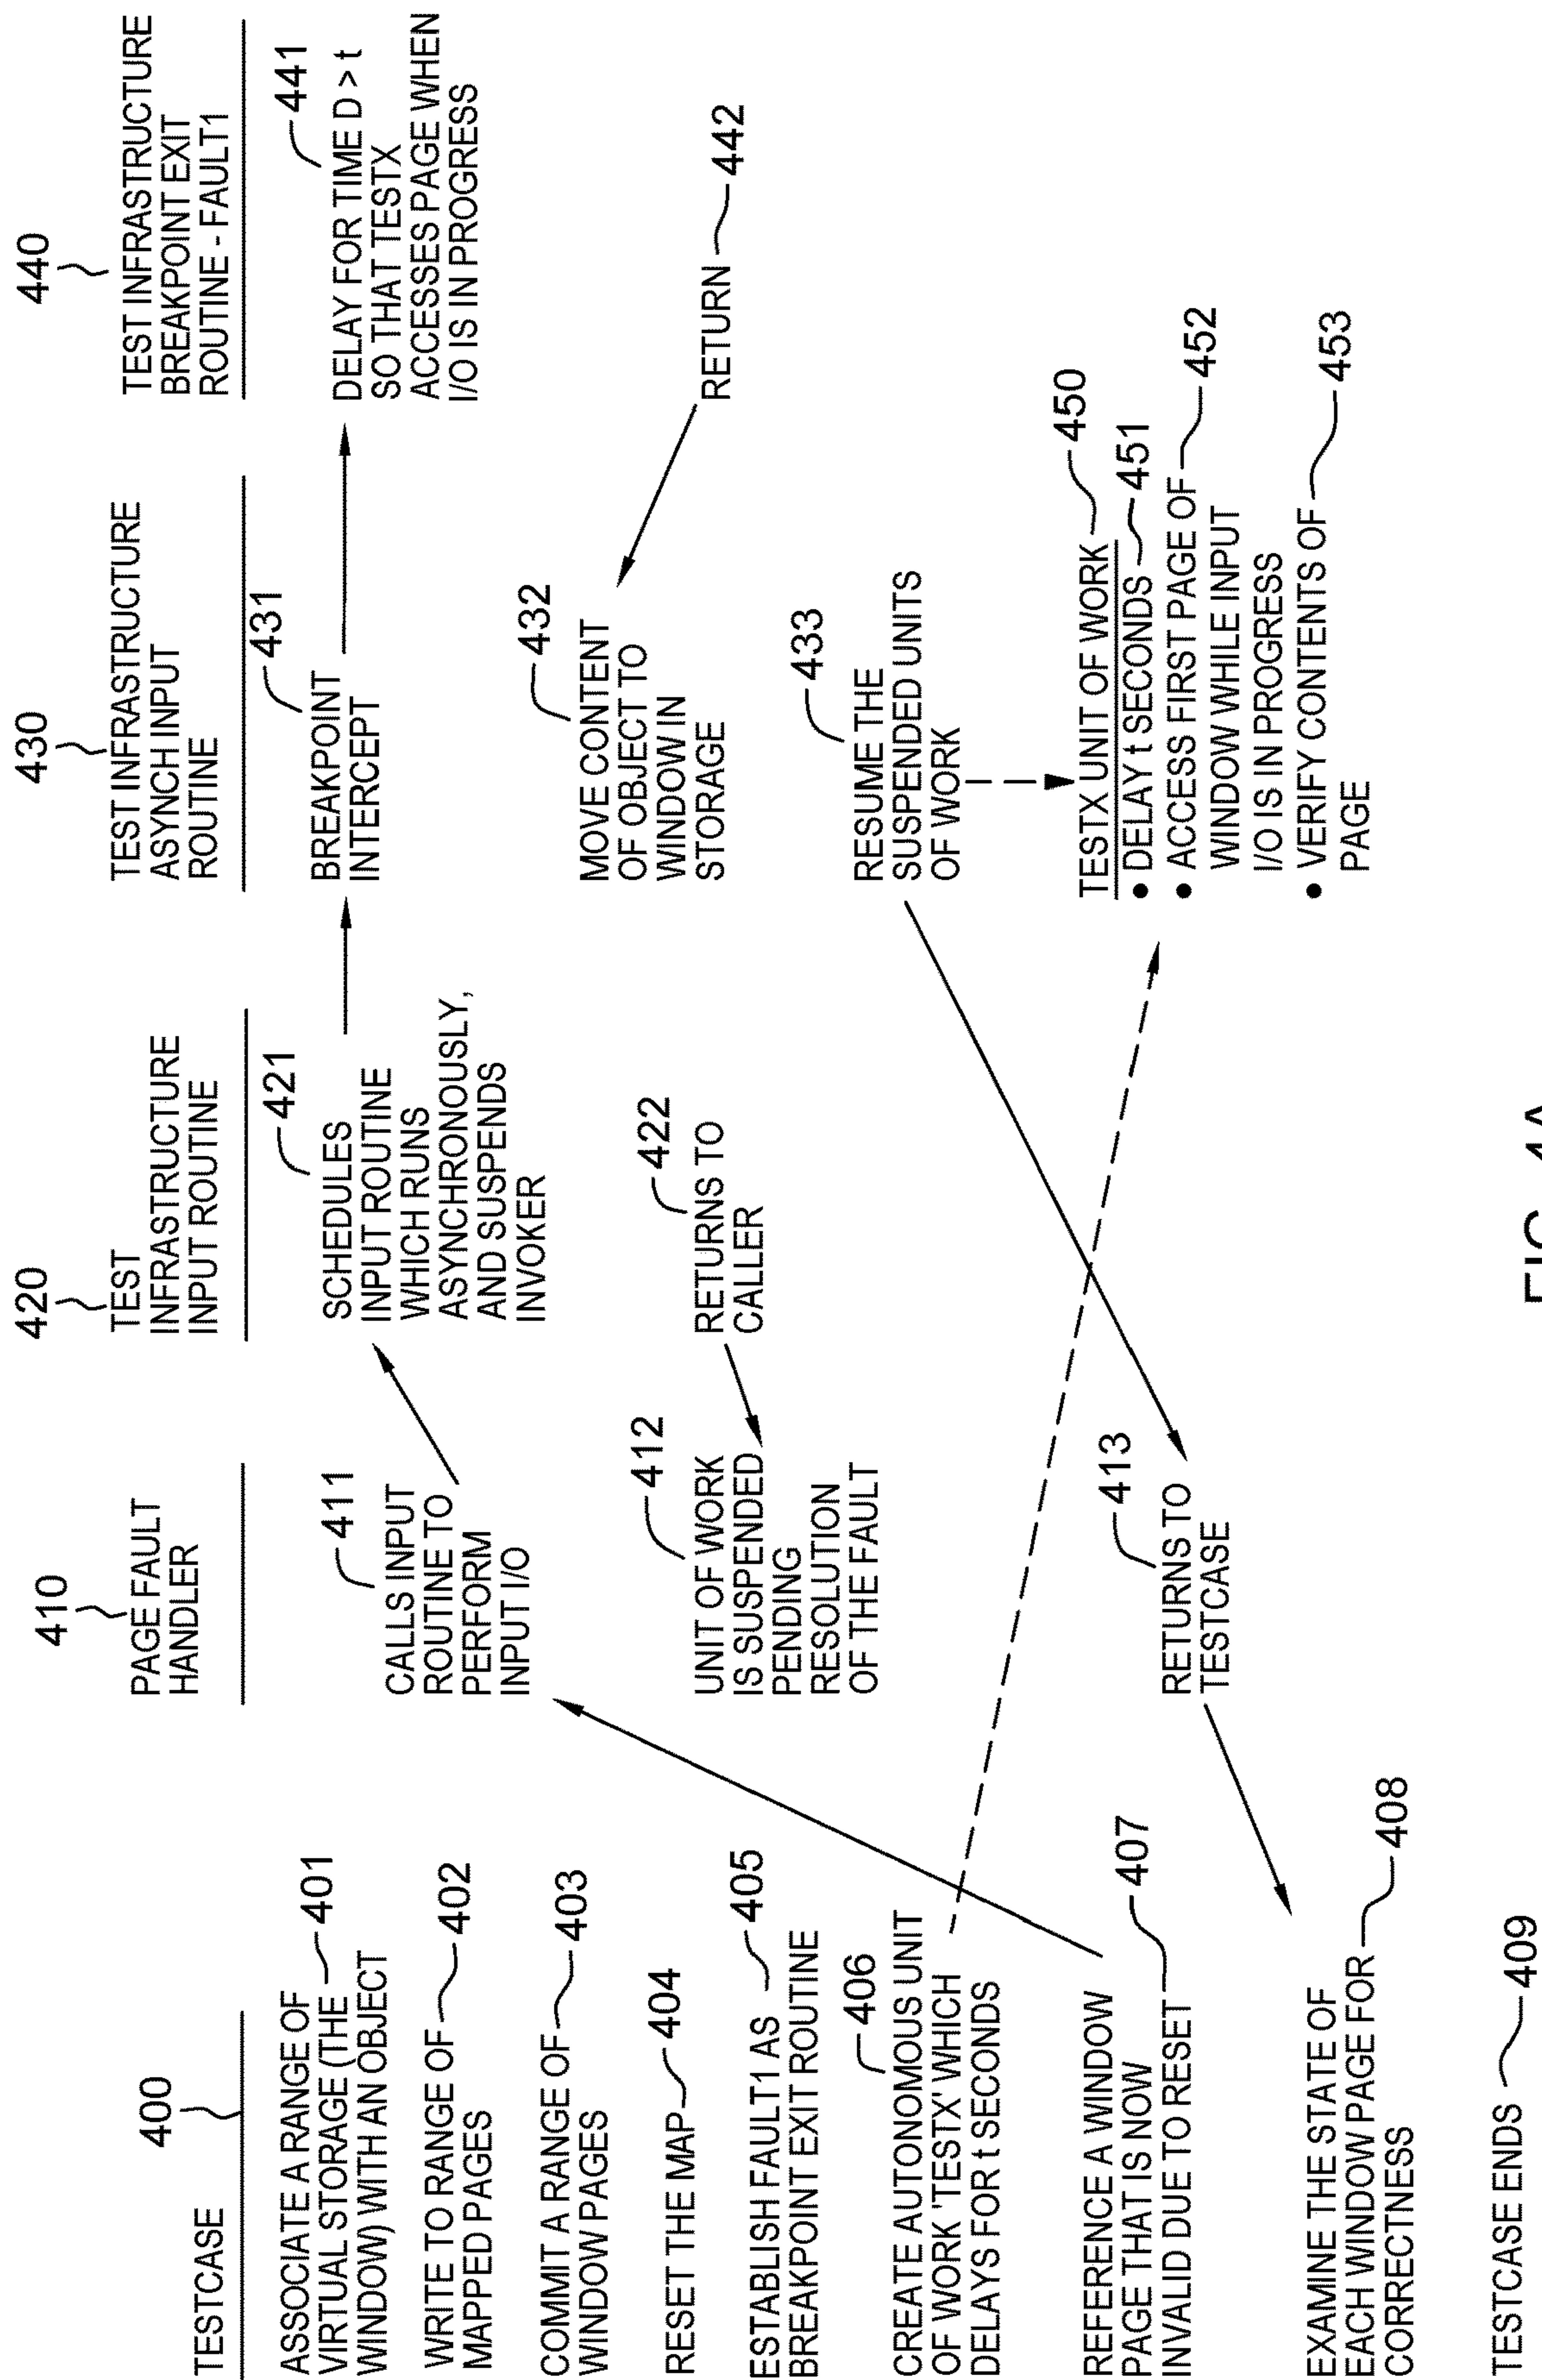 400
TESTCASE
ASSOCIATE A RANGE OF
VIRTUAL STORAGE (THE 401
WINDOW) WITH AN OBJECT
WRITE TO RANGE OF 402
MAPPED PAGES
COMMIT A RANGE OF 403
WINDOW PAGES
RESET THE MAP 404
ESTABLISH FAULT1 AS 405
BREAKPOINT EXIT ROUTINE
406
CREATE AUTONOMOUS UNIT
OF WORK 'TESTX' WHICH
DELAYS FOR t SECONDS
REFERENCE A WINDOW
PAGE THAT IS NOW 407
INVALID DUE TO RESET
EXAMINE THE STATE OF
EACH WINDOW PAGE FOR 408
CORRECTNESS
TESTCASE ENDS 409
410
PAGE FAULT
HANDLER
411
CALLS INPUT
ROUTINE TO
PERFORM
INPUT I/O
412
UNIT OF WORK
IS SUSPENDED
PENDING
RESOLUTION
OF THE FAULT
413
RETURNS TO
TESTCASE
420
TEST
INFRASTRUCTURE
INPUT ROUTINE
421
SCHEDULES
INPUT ROUTINE
WHICH RUNS
ASYNCHRONOUSLY,
AND SUSPENDS
INVOKER
422
RETURNS TO
CALLER
430
TEST INFRASTRUCTURE
ASYNCH INPUT
ROUTINE
431
BREAKPOINT
INTERCEPT
432
MOVE CONTENT
OF OBJECT TO
WINDOW IN
STORAGE
433
RESUME THE
SUSPENDED UNITS
OF WORK
TESTX UNIT OF WORK 450
• DELAY t SECONDS 451
• ACCESS FIRST PAGE OF 452
WINDOW WHILE INPUT
I/O IS IN PROGRESS
• VERIFY CONTENTS OF 453
PAGE
440
TEST INFRASTRUCTURE
BREAKPOINT EXIT
ROUTINE - FAULT1
441
DELAY FOR TIME D > t
SO THAT TESTX
ACCESSES PAGE WHEN
I/O IS IN PROGRESS
RETURN 442
FIG. 4A